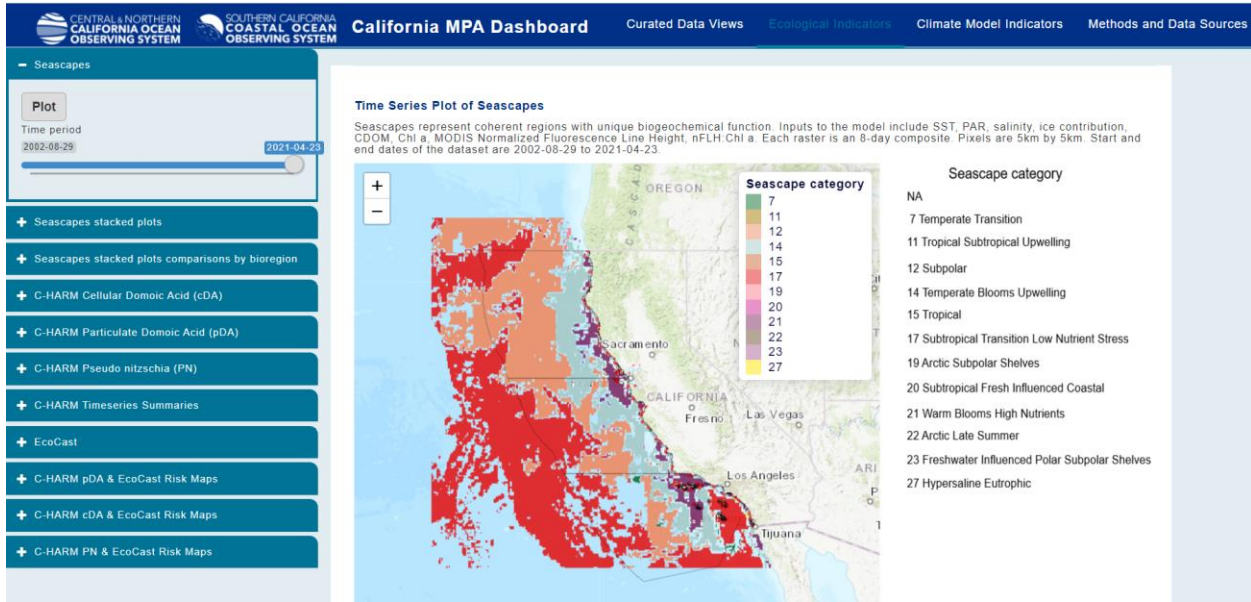 CENTRAL & NORTHERN
CALIFORNIA OCEAN
OBSERVING SYSTEM
SOUTHERN CALIFORNIA
COASTAL OCEAN
OBSERVING SYSTEM
California MPA Dashboard
Curated Data Views
Ecological Indicators
Climate Model Indicators
Methods and Data Sources
− Seascapes
Plot
Time period
2002-08-29
2021-04-23
+ Seascapes stacked plots
+ Seascapes stacked plots comparisons by bioregion
+ C-HARM Cellular Domoic Acid (cDA)
+ C-HARM Particulate Domoic Acid (pDA)
+ C-HARM Pseudo nitzschia (PN)
+ C-HARM Timeseries Summaries
+ EcoCast
+ C-HARM pDA & EcoCast Risk Maps
+ C-HARM cDA & EcoCast Risk Maps
+ C-HARM PN & EcoCast Risk Maps
Time Series Plot of Seascapes
Seascapes represent coherent regions with unique biogeochemical function. Inputs to the model include SST, PAR, salinity, ice contribution,
CDOM, Chl a, MODIS Normalized Fluorescence Line Height, nFLH:Chl a. Each raster is an 8-day composite. Pixels are 5km by 5km. Start and
end dates of the dataset are 2002-08-29 to 2021-04-23.
+
−
OREGON
CASCA
Sacramento
CALIFORNIA
Fresno
Las Vegas
Los Angeles
ARI
P
Tijuana
Seascape category
7
11
12
14
15
17
19
20
21
22
23
27
Seascape category
NA
7 Temperate Transition
11 Tropical Subtropical Upwelling
12 Subpolar
14 Temperate Blooms Upwelling
15 Tropical
17 Subtropical Transition Low Nutrient Stress
19 Arctic Subpolar Shelves
20 Subtropical Fresh Influenced Coastal
21 Warm Blooms High Nutrients
22 Arctic Late Summer
23 Freshwater Influenced Polar Subpolar Shelves
27 Hypersaline Eutrophic